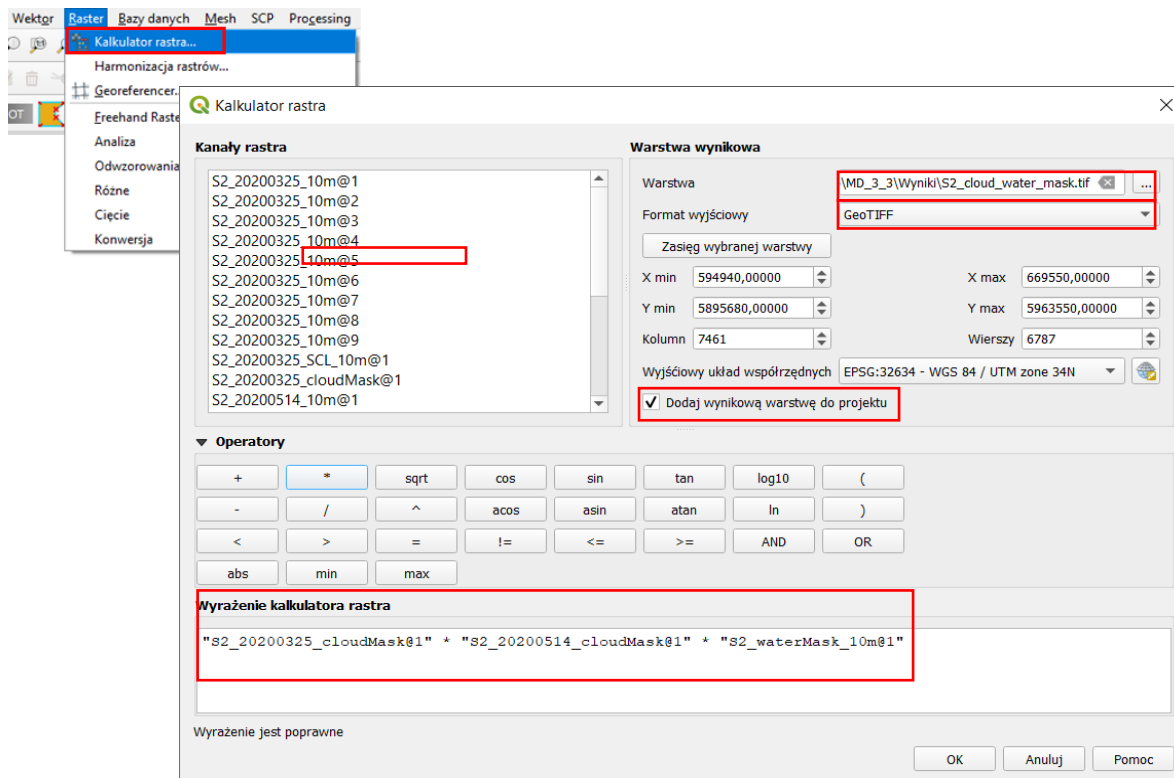 Wektor Raster Bazy danych Mesh SCP Processing
Kalkulator rastra...
Harmonizacja rastrów...
Georeferencer...
Freehand Raste
Analiza
Odwzorowania
Różne
Cięcie
Konwersja
OT
Kalkulator rastra
Kanały rastra
S2_20200325_10m@1
S2_20200325_10m@2
S2_20200325_10m@3
S2_20200325_10m@4
S2_20200325_10m@5
S2_20200325_10m@6
S2_20200325_10m@7
S2_20200325_10m@8
S2_20200325_10m@9
S2_20200325_SCL_10m@1
S2_20200325_cloudMask@1
S2_20200514_10m@1
Warstwa wynikowa
Warstwa \MD_3_3\Wyniki\S2_cloud_water_mask.tif ...
Format wyjściowy GeoTIFF
Zasięg wybranej warstwy
X min 594940,00000 X max 669550,00000
Y min 5895680,00000 Y max 5963550,00000
Kolumn 7461 Wierszy 6787
Wyjściowy układ współrzędnych EPSG:32634 - WGS 84 / UTM zone 34N
Dodaj wynikową warstwę do projektu
Operatory
+ * sqrt cos sin tan log10 (
- / ^ acos asin atan ln )
< > = != <= >= AND OR
abs min max
Wyrażenie kalkulatora rastra
"S2_20200325_cloudMask@1" * "S2_20200514_cloudMask@1" * "S2_waterMask_10m@1"
Wyrażenie jest poprawne
OK Anuluj Pomoc